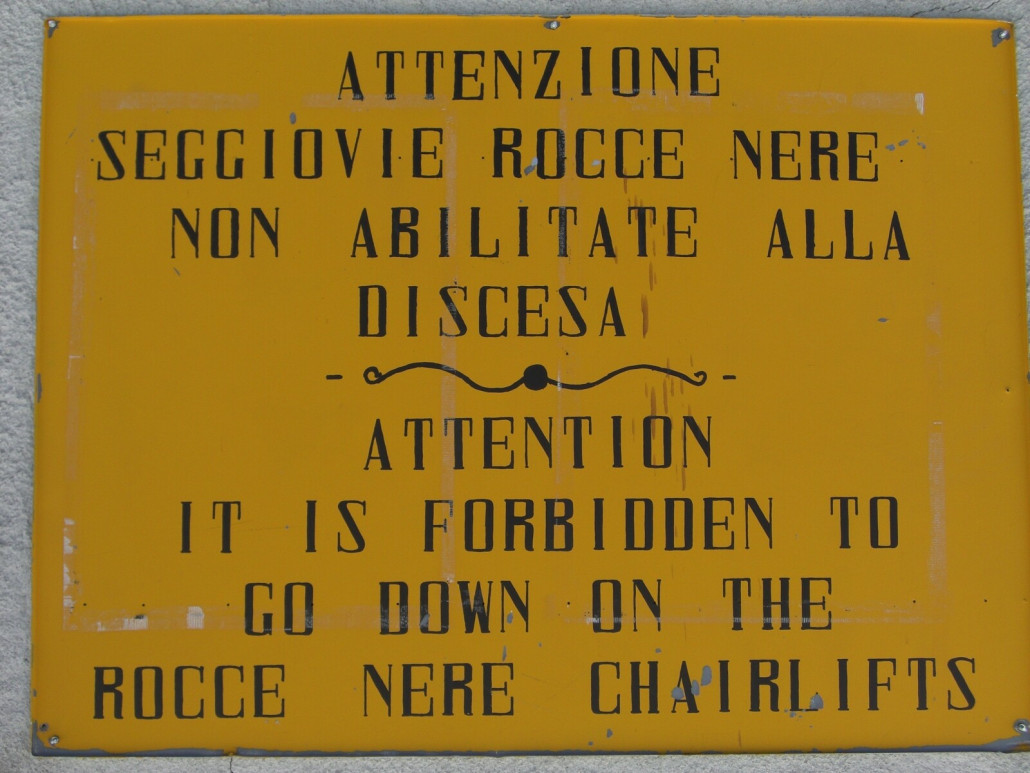 ATTENZIONE
SEGGIOVIE ROCCE NERE
NON ABILITATE ALLA
DISCESA
ATTENTION
IT IS FORBIDDEN TO
GO DOWN ON THE
ROCCE NERE CHAIRLIFTS